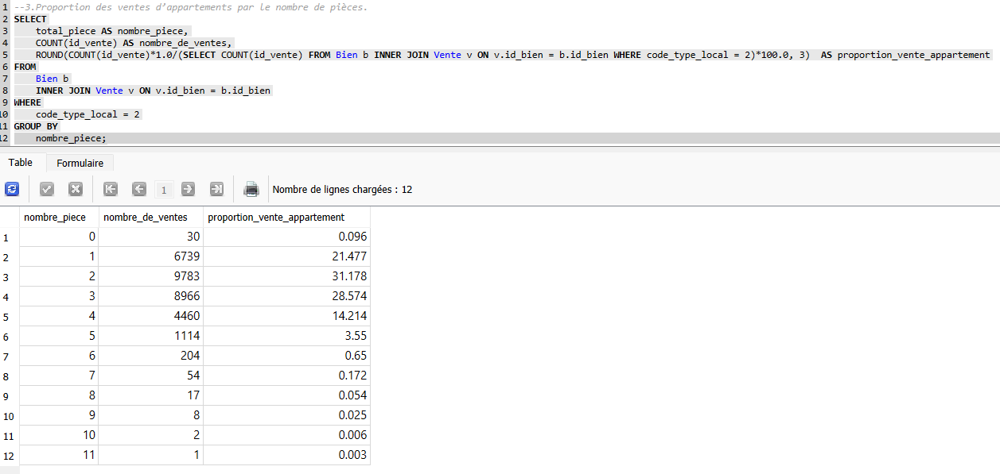 1 --3.Proportion des ventes d’appartements par le nombre de pièces.
2 SELECT
3 total_piece AS nombre_piece,
4 COUNT(id_vente) AS nombre_de_ventes,
5 ROUND(COUNT(id_vente)*1.0/(SELECT COUNT(id_vente) FROM Bien b INNER JOIN Vente v ON v.id_bien = b.id_bien WHERE code_type_local = 2)*100.0, 3) AS proportion_vente_appartement
6 FROM
7 Bien b
8 INNER JOIN Vente v ON v.id_bien = b.id_bien
9 WHERE
10 code_type_local = 2
11 GROUP BY
12 nombre_piece;
Table Formulaire
1 Nombre de lignes chargées : 12
nombre_piece nombre_de_ventes proportion_vente_appartement
1 0 30 0.096
2 1 6739 21.477
3 2 9783 31.178
4 3 8966 28.574
5 4 4460 14.214
6 5 1114 3.55
7 6 204 0.65
8 7 54 0.172
9 8 17 0.054
10 9 8 0.025
11 10 2 0.006
12 11 1 0.003